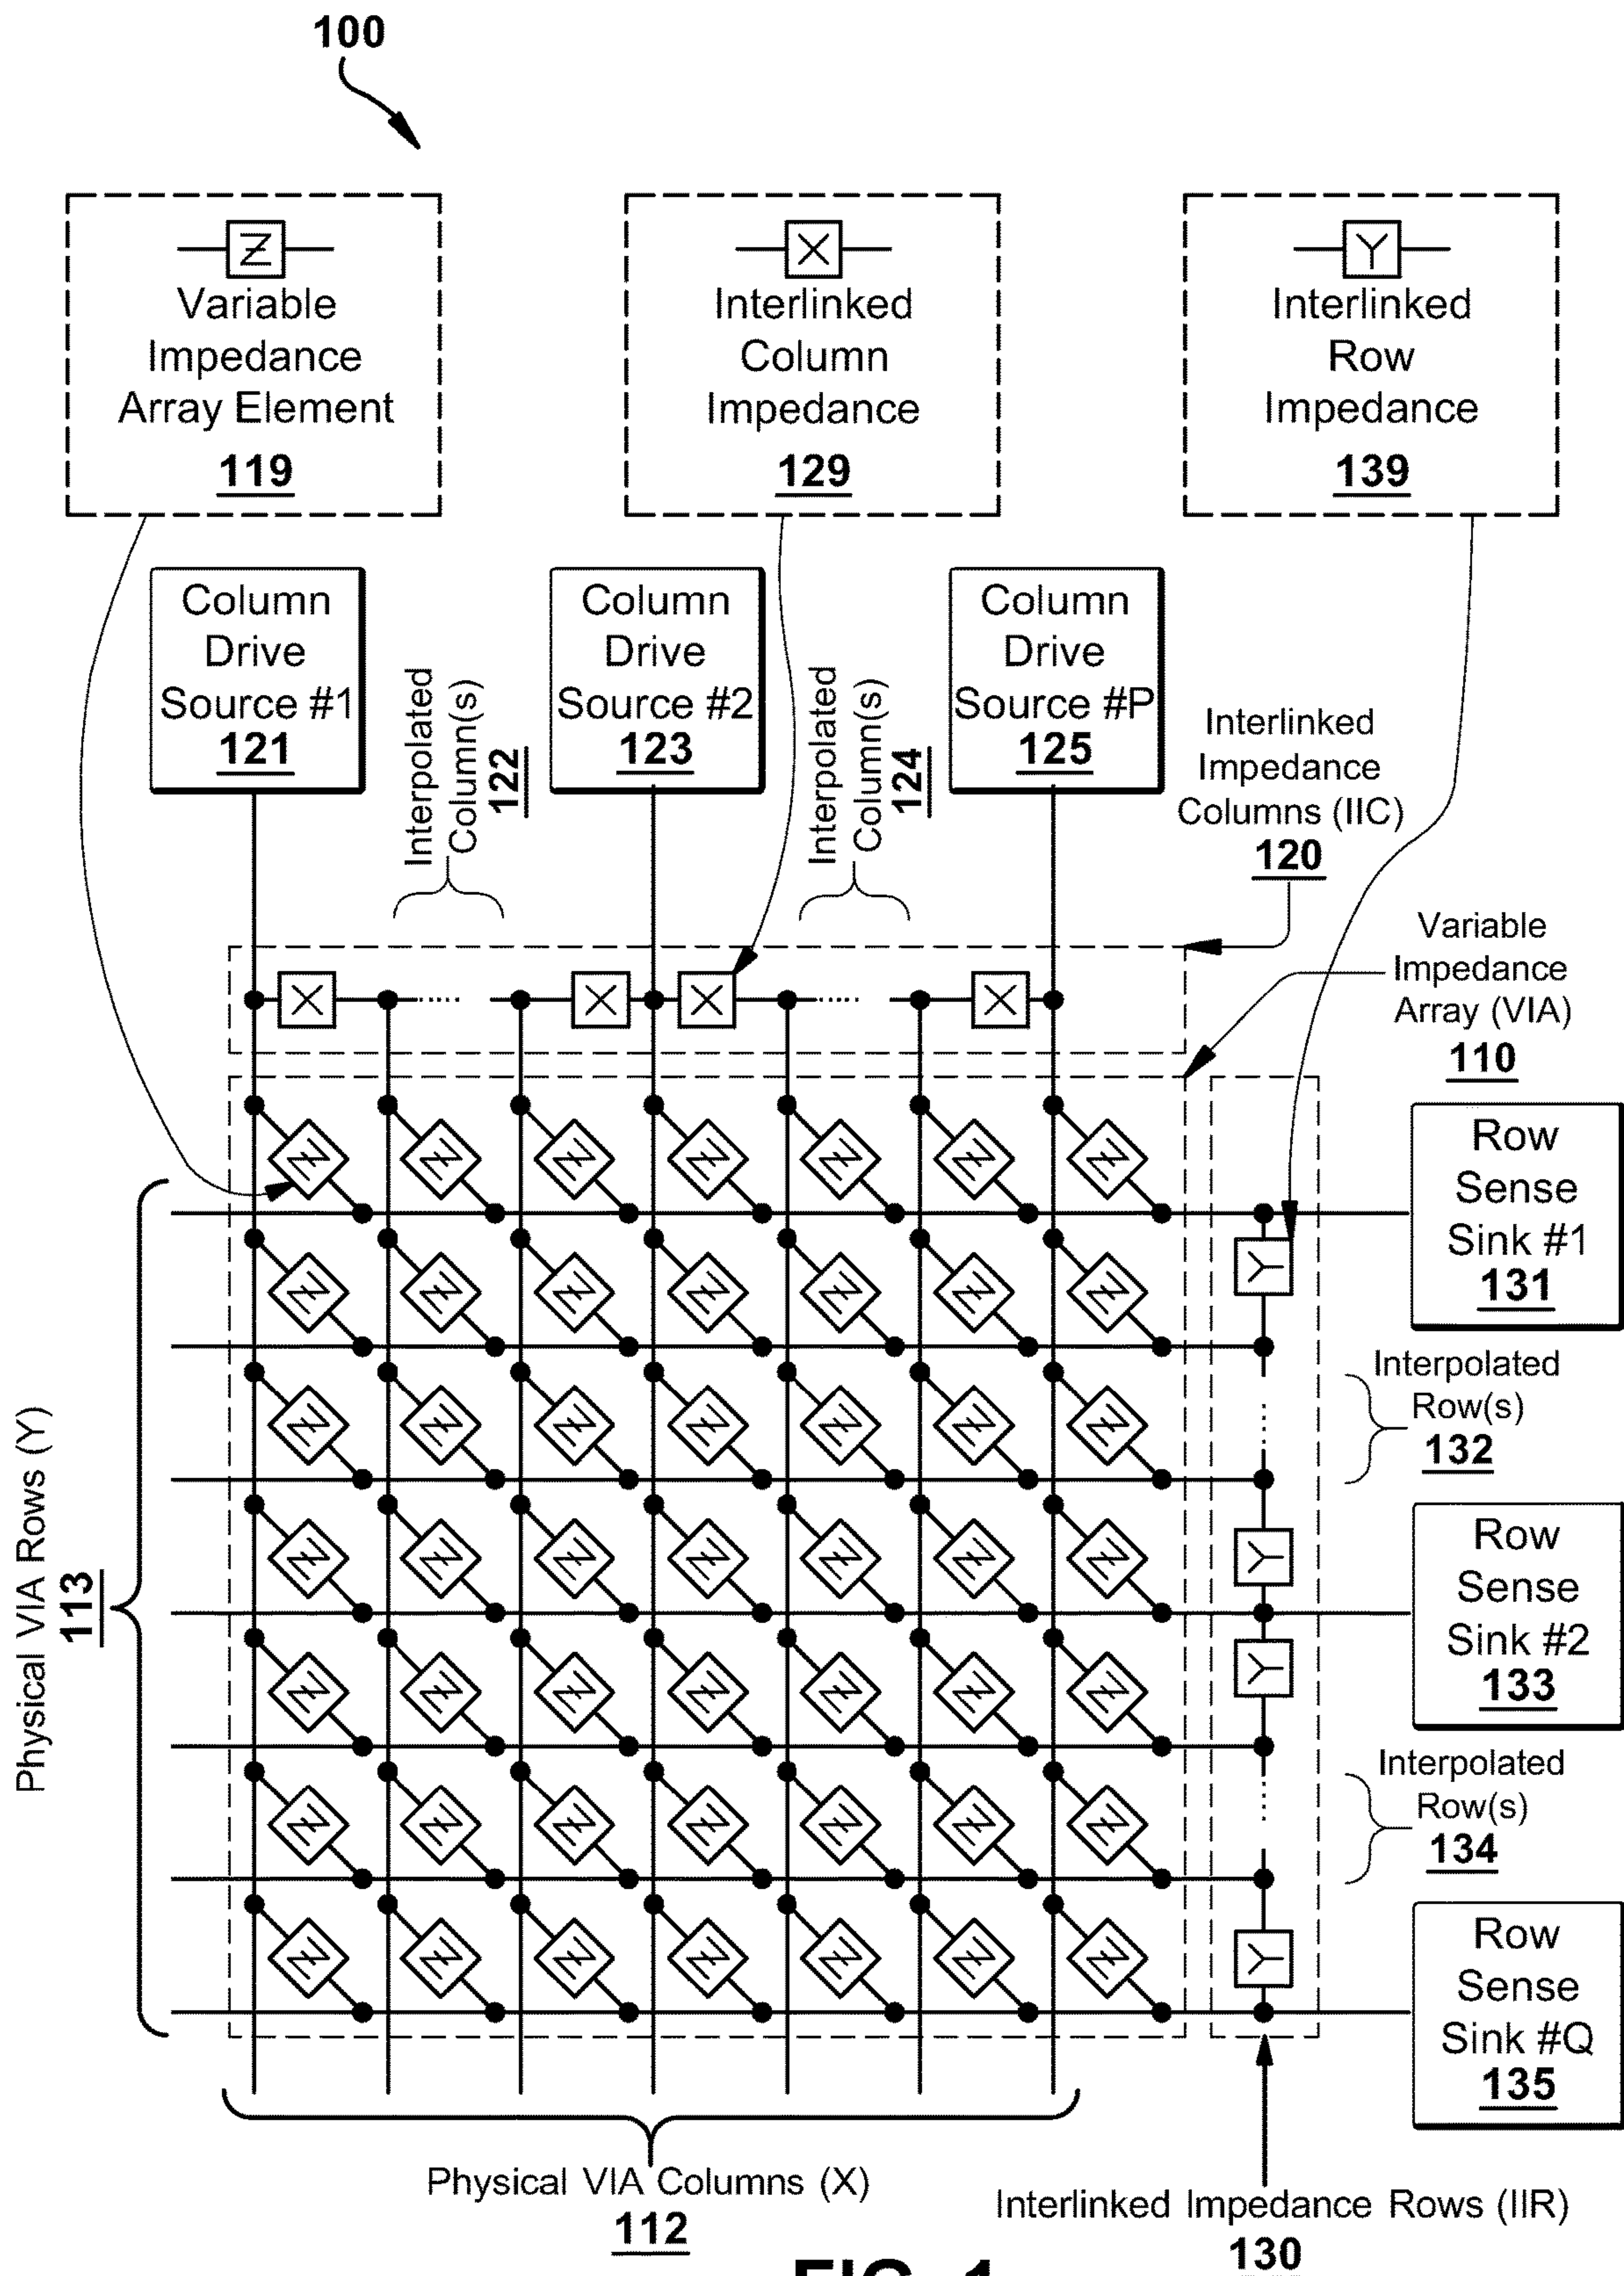 100
Z
Variable
Impedance
Array Element
119
X
Interlinked
Column
Impedance
129
Y
Interlinked
Row
Impedance
139
Column
Drive
Source #1
121
Interpolated
Column(s)
122
Column
Drive
Source #2
123
Interpolated
Column(s)
124
Column
Drive
Source #P
125
Interlinked
Impedance
Columns (IIC)
120
Variable
Impedance
Array (VIA)
110
X X X X
Z Z Z Z Z Z Z
Row
Sense
Sink #1
131
Y
Z Z Z Z Z Z Z
Interpolated
Row(s)
132
Z Z Z Z Z Z Z
Physical VIA Rows (Y)
113
Z Z Z Z Z Z Z
Y
Row
Sense
Sink #2
133
Z Z Z Z Z Z Z
Y
Interpolated
Row(s)
134
Z Z Z Z Z Z Z
Z Z Z Z Z Z Z
Y
Row
Sense
Sink #Q
135
Physical VIA Columns (X)
112
Interlinked Impedance Rows (IIR)
130
FIG. 1